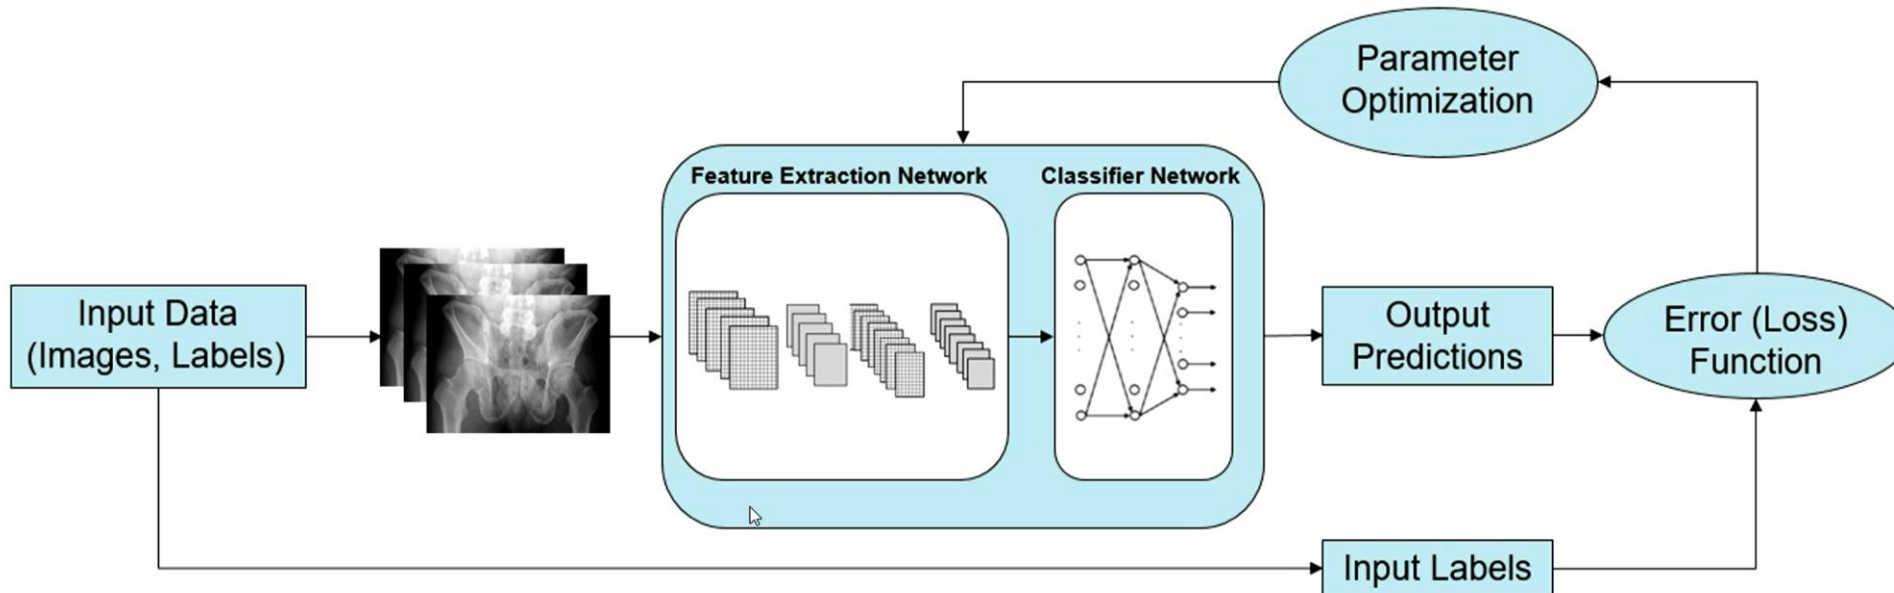 Parameter
Optimization
Feature Extraction Network
Classifier Network
Input Data
(Images, Labels)
Output
Predictions
Error (Loss)
Function
Input Labels